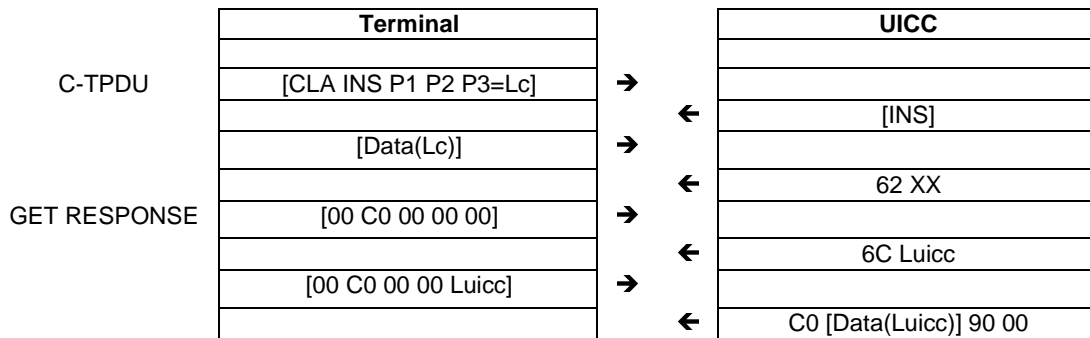 Terminal UICC
C-TPDU [CLA INS P1 P2 P3=Lc] ➔
🡰 [INS]
[Data(Lc)] ➔
🡰 62 XX
GET RESPONSE [00 C0 00 00 00] ➔
🡰 6C Luicc
[00 C0 00 00 Luicc] ➔
🡰 C0 [Data(Luicc)] 90 00